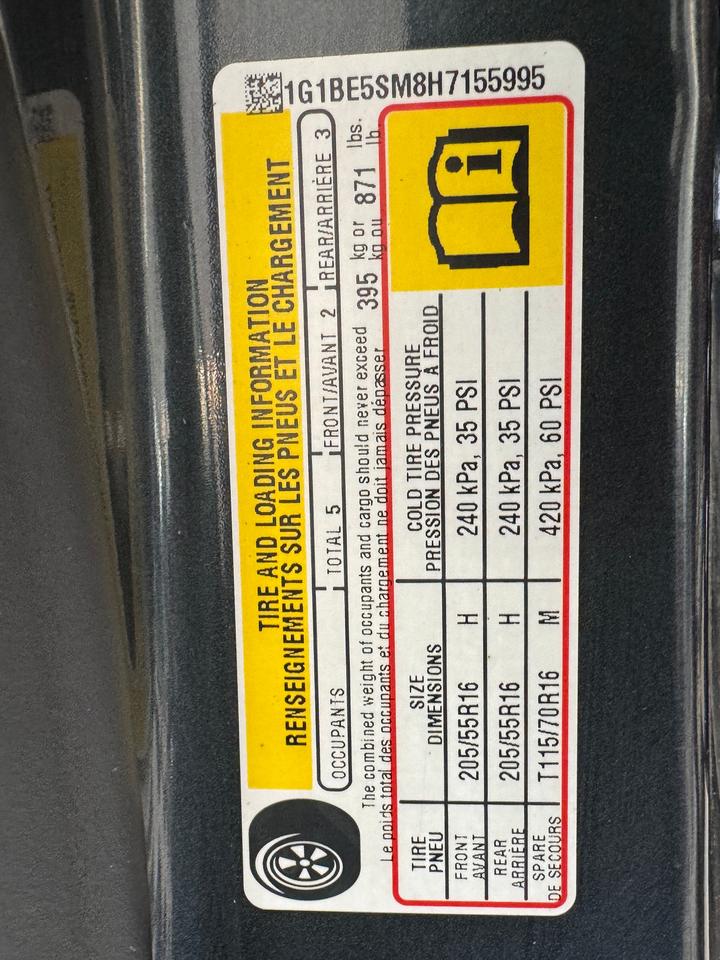 1G1BE5SM8H7155995
TIRE AND LOADING INFORMATION
RENSEIGNEMENTS SUR LES PNEUS ET LE CHARGEMENT
OCCUPANTS TOTAL 5 FRONT/AVANT 2 REAR/ARRIÈRE 3
The combined weight of occupants and cargo should never exceed 395 kg or 871 lbs.
Le poids total des occupants et du chargement ne doit jamais dépasser kg ou lb.
TIRE SIZE COLD TIRE PRESSURE
PNEU DIMENSIONS PRESSION DES PNEUS À FROID
FRONT
AVANT 205/55R16 H 240 kPa, 35 PSI
REAR
ARRIÈRE 205/55R16 H 240 kPa, 35 PSI
SPARE
DE SECOURS T115/70R16 M 420 kPa, 60 PSI